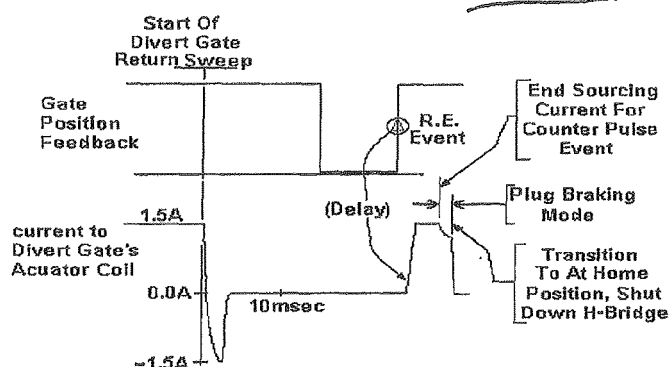 Start Of
Divert Gate
Return Sweep
Gate
Position
Feedback
R.E.
Event
End Sourcing
Current For
Counter Pulse
Event
(Delay)
Plug Braking
Mode
1.5A
current to
Divert Gate's
Acuator Coil
0.0A
10msec
Transition
To At Home
Position, Shut
Down H-Bridge
-1.5A